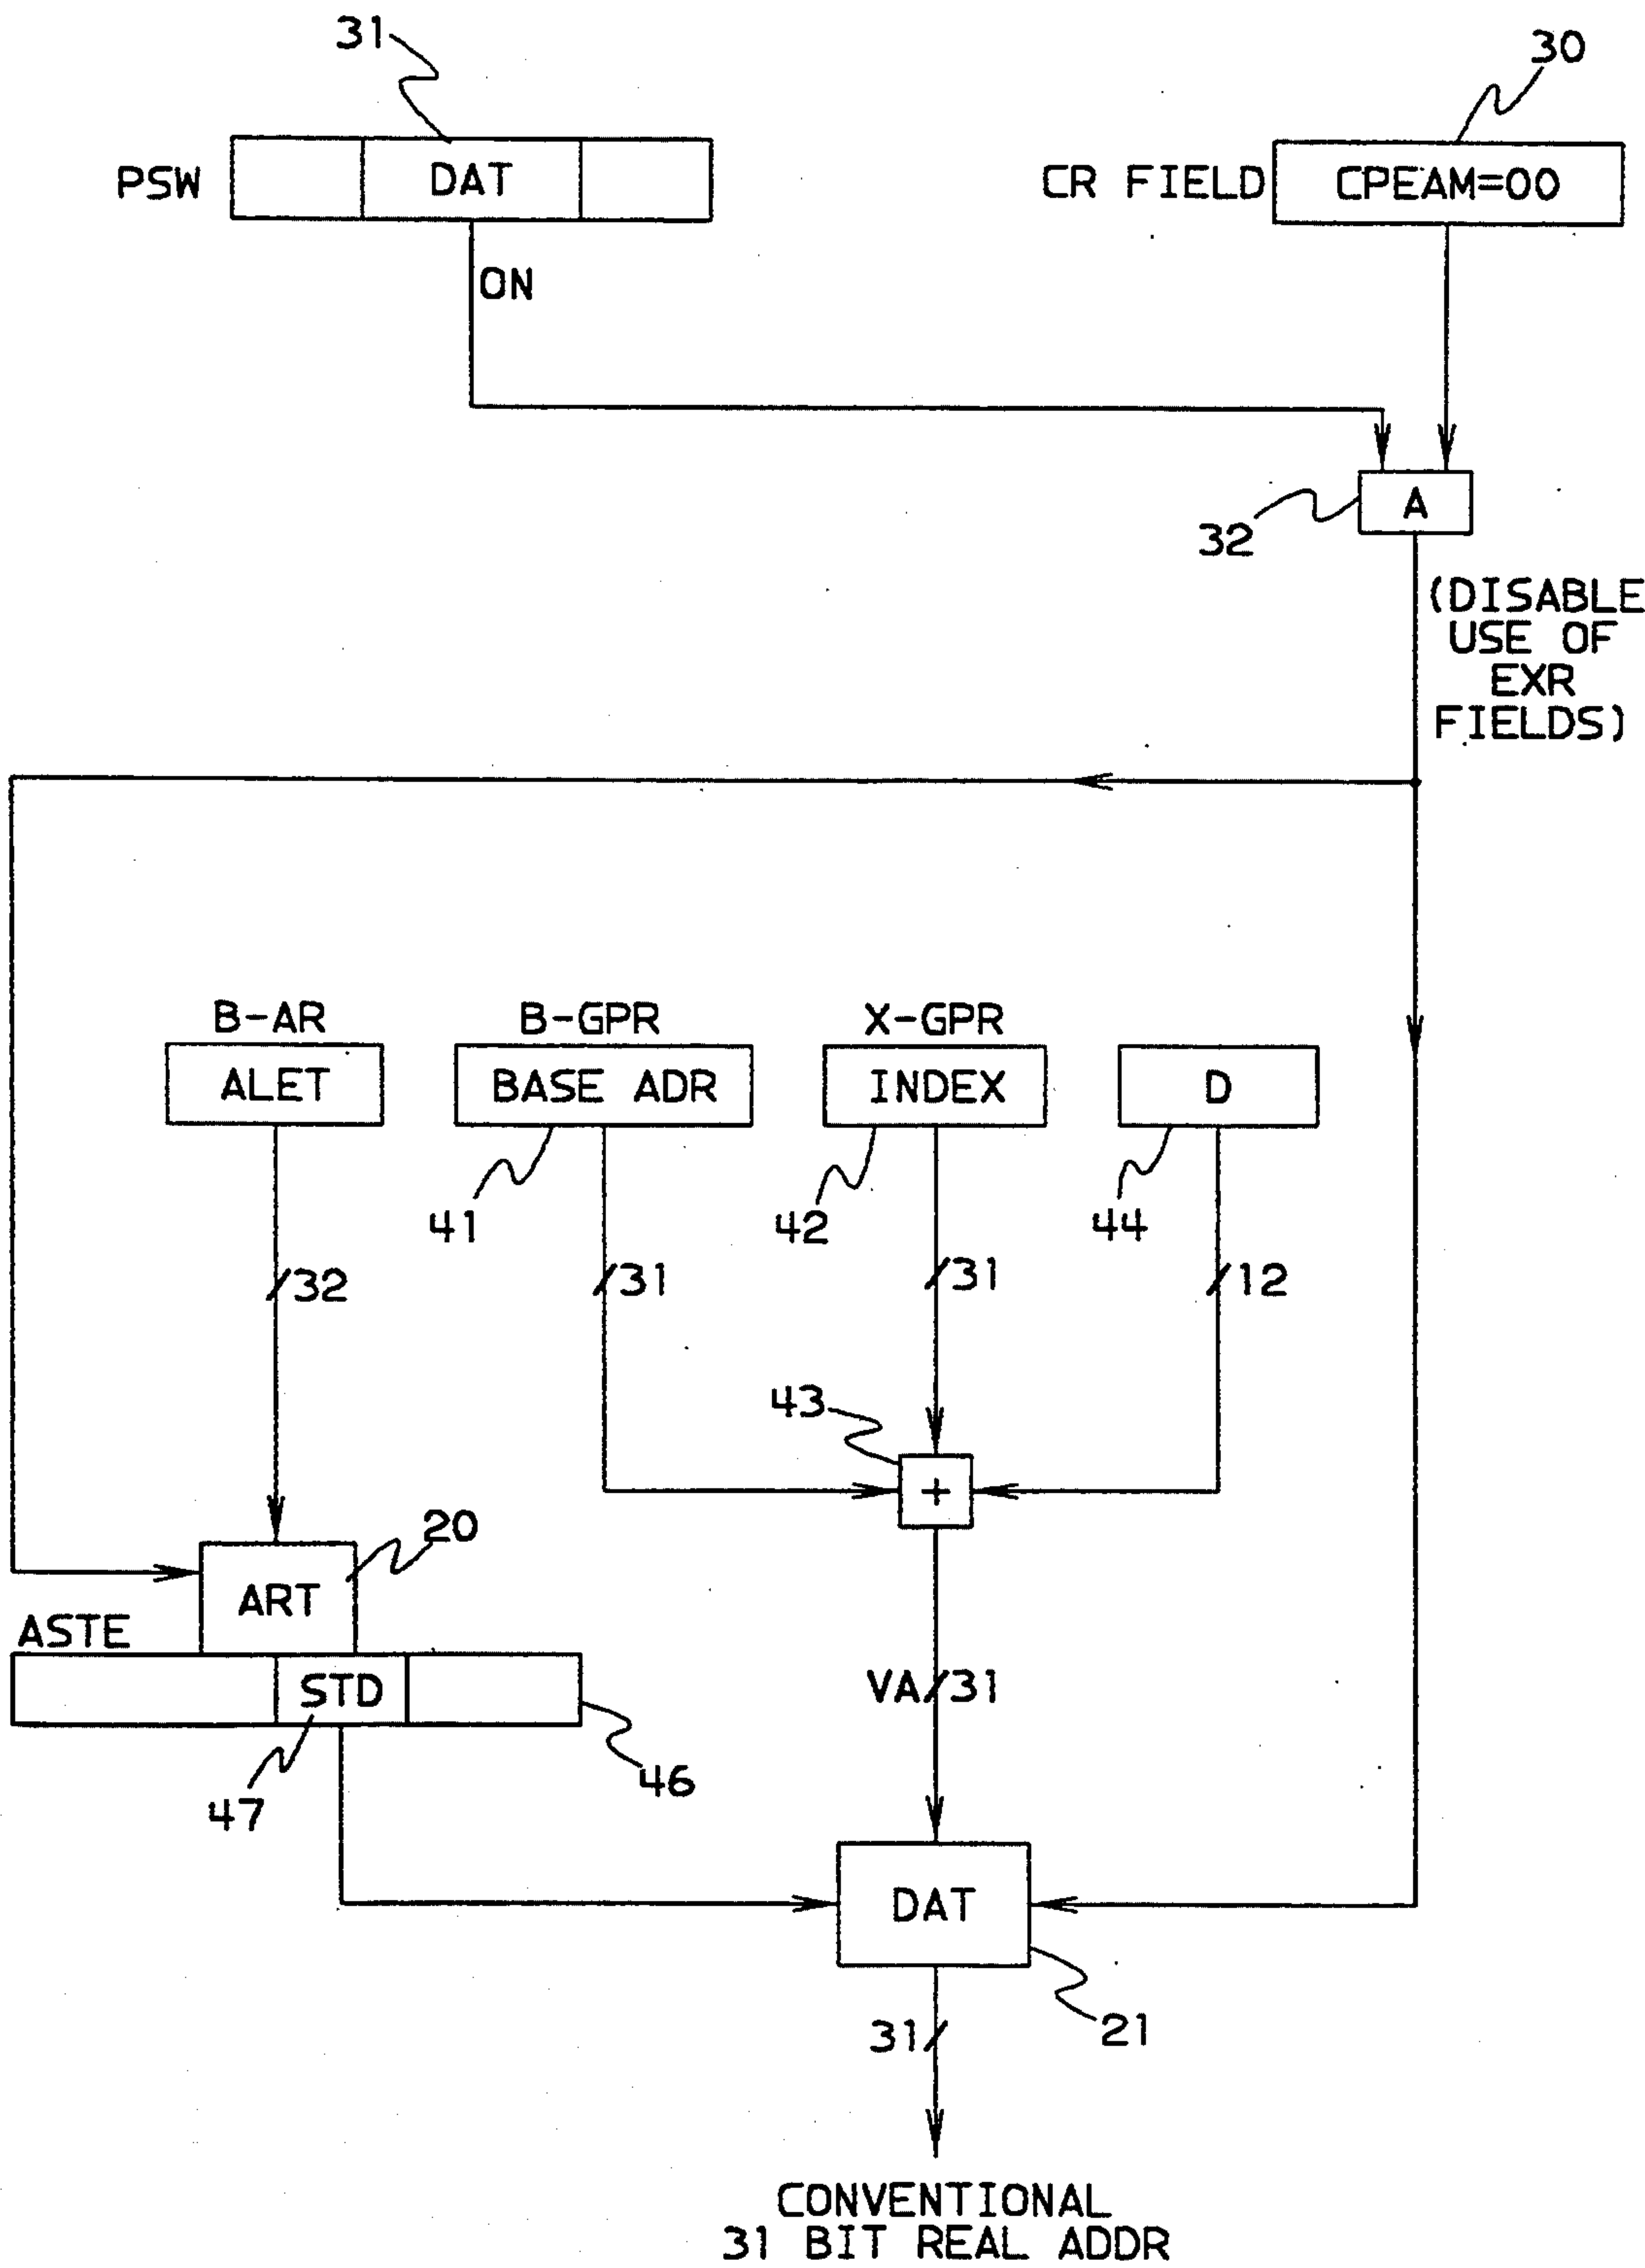 31
30
PSW
DAT
CR FIELD
CPEAM=00
ON
A
32
(DISABLE
USE OF
EXR
FIELDS)
B-AR
B-GPR
X-GPR
ALET
BASE ADR
INDEX
D
41
42
44
32
31
31
12
43
+
20
ART
ASTE
STD
VA 31
46
47
DAT
21
31
CONVENTIONAL
31 BIT REAL ADDR